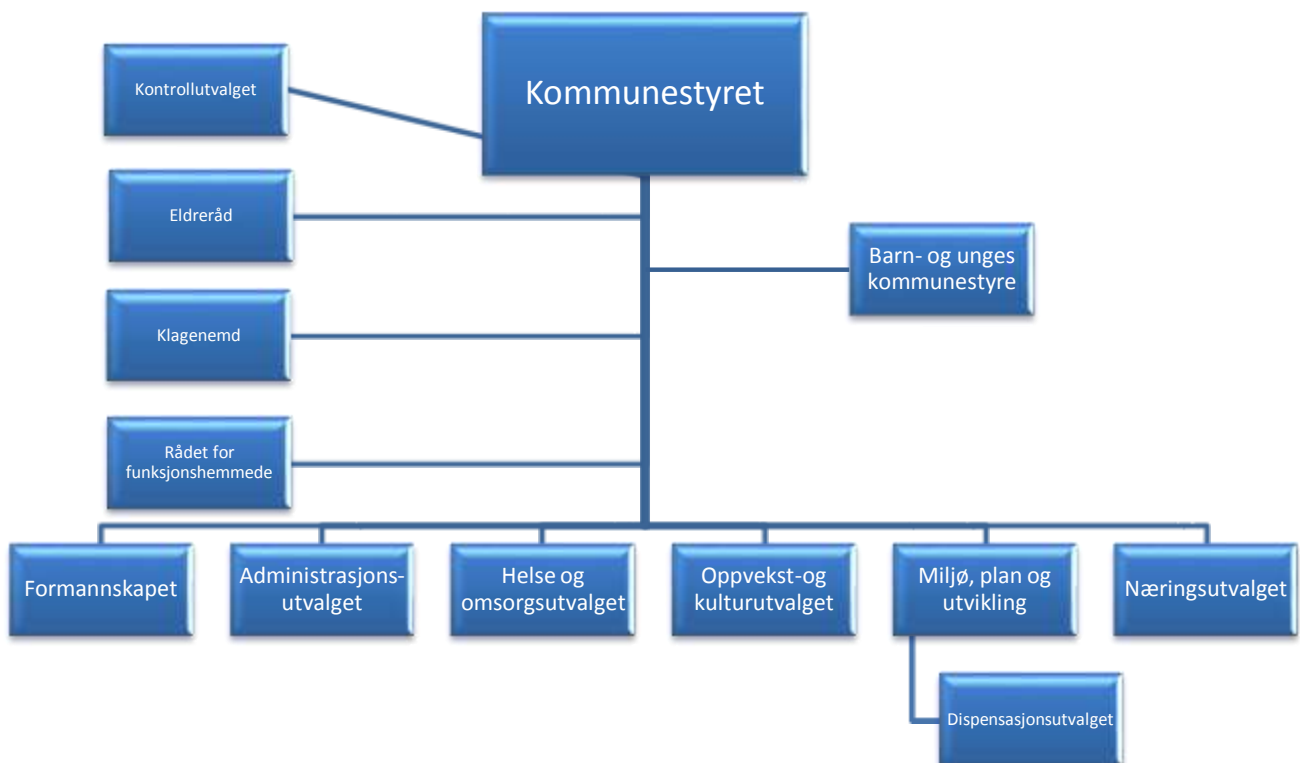 Kommunestyret
Kontrollutvalget
Eldreråd
Barn- og unges
kommunestyre
Klagenemd
Rådet for
funksjonshemmede
Formannskapet
Administrasjons-
utvalget
Helse og
omsorgsutvalget
Oppvekst-og
kulturutvalget
Miljø, plan og
utvikling
Næringsutvalget
Dispensasjonsutvalget